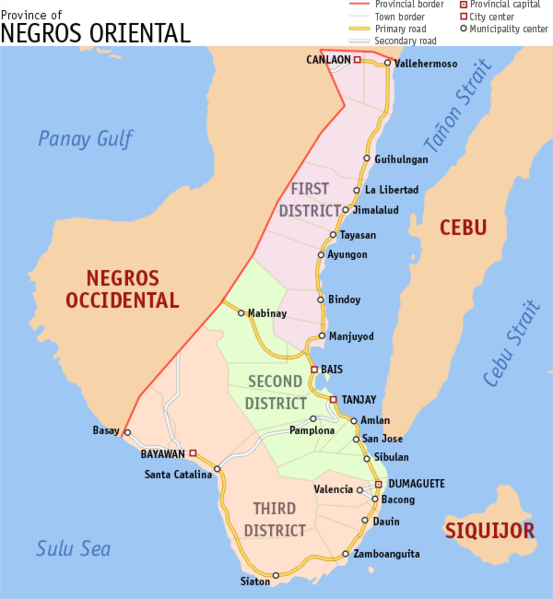 Province of
NEGROS ORIENTAL
Provincial border
Town border
Primary road
Secondary road
Provincial capital
City center
Municipality center
CANLAON
Vallehermoso
Panay Gulf
Tañon Strait
Guihulngan
FIRST
DISTRICT
La Libertad
Jimalalud
CEBU
Tayasan
Ayungon
NEGROS
OCCIDENTAL
Bindoy
Mabinay
Manjuyod
Cebu Strait
BAIS
SECOND
DISTRICT
TANJAY
Amlan
Pamplona
Basay
San Jose
BAYAWAN
Sibulan
Santa Catalina
Valencia
DUMAGUETE
Bacong
THIRD
DISTRICT
Dauin
SIQUIJOR
Sulu Sea
Zamboanguita
Siaton